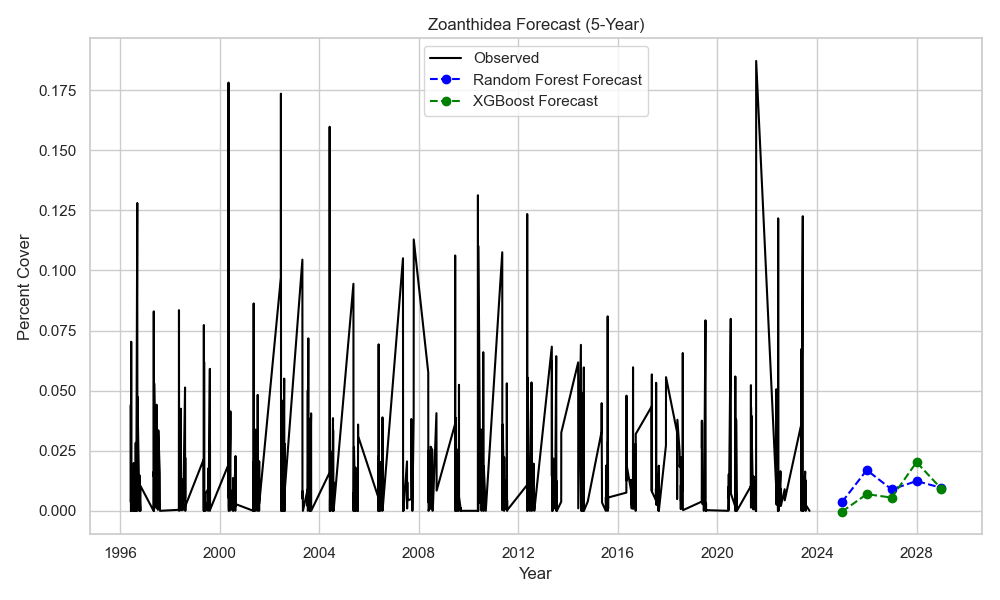 Zoanthidea Forecast (5-Year)
Observed
Random Forest Forecast
XGBoost Forecast
Percent Cover
0.175
0.150
0.125
0.100
0.075
0.050
0.025
0.000
1996 2000 2004 2008 2012 2016 2020 2024 2028
Year